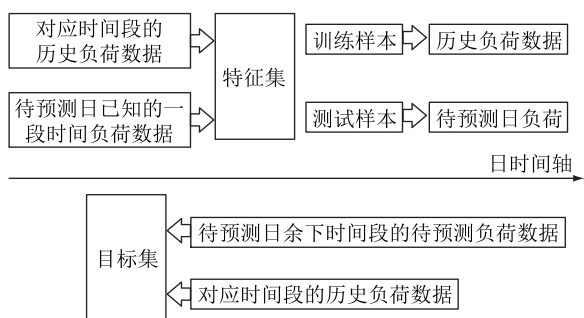 对应时间段的
历史负荷数据
待预测日已知的一
段时间负荷数据
特征集
训练样本
历史负荷数据
测试样本
待预测日负荷
日时间轴
目标集
待预测日余下时间段的待预测负荷数据
对应时间段的历史负荷数据